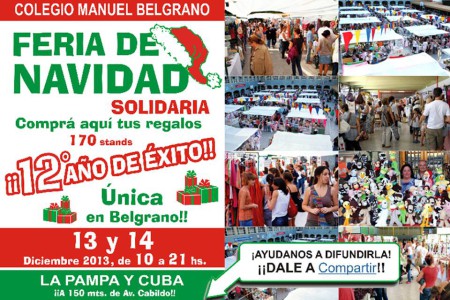 COLEGIO MANUEL BELGRANO
FERIA DE
NAVIDAD
SOLIDARIA
Comprá aquí tus regalos
170 stands
¡¡12º AÑO DE ÉXITO!!
Única
en Belgrano!!
13 y 14
Diciembre 2013, de 10 a 21 hs.
LA PAMPA Y CUBA
¡¡A 150 mts. de Av. Cabildo!!
¡AYUDANOS A DIFUNDIRLA!
¡¡DALE A Compartir!!